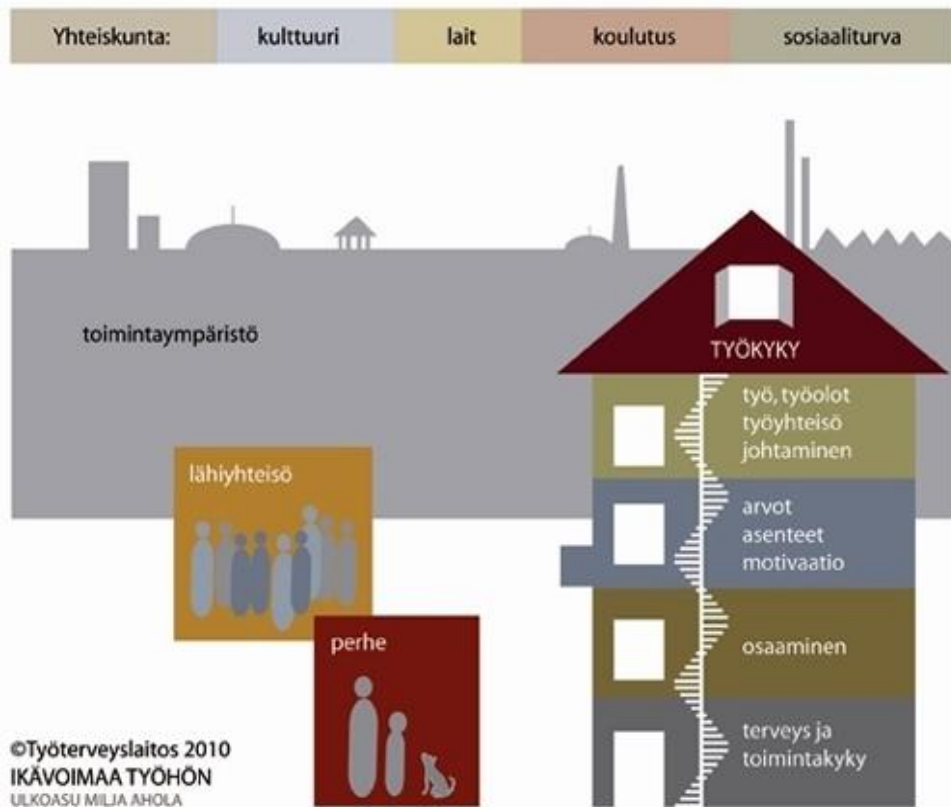 Yhteiskunta: kulttuuri lait koulutus sosiaaliturva
toimintaympäristö
TYÖKYKY
työ, työolot
työyhteisö
johtaminen
arvot
asenteet
motivaatio
osaaminen
terveys ja
toimintakyky
lähiyhteisö
perhe
©Työterveyslaitos 2010
IKÄVOIMAA TYÖHÖN
ULKOASU MILJA AHOLA